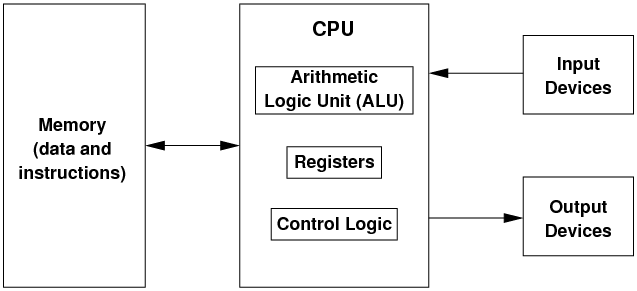 Memory
(data and
instructions)
CPU
Arithmetic
Logic Unit (ALU)
Registers
Control Logic
Input
Devices
Output
Devices